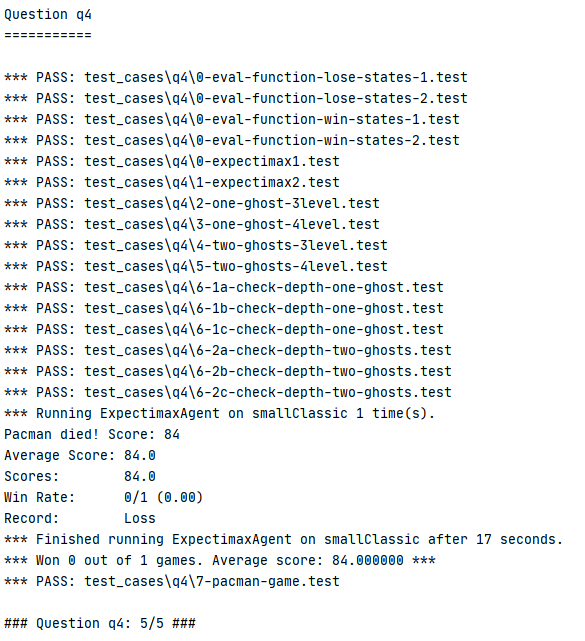 Question q4
===========
*** PASS: test_cases\q4\0-eval-function-lose-states-1.test
*** PASS: test_cases\q4\0-eval-function-lose-states-2.test
*** PASS: test_cases\q4\0-eval-function-win-states-1.test
*** PASS: test_cases\q4\0-eval-function-win-states-2.test
*** PASS: test_cases\q4\0-expectimax1.test
*** PASS: test_cases\q4\1-expectimax2.test
*** PASS: test_cases\q4\2-one-ghost-3level.test
*** PASS: test_cases\q4\3-one-ghost-4level.test
*** PASS: test_cases\q4\4-two-ghosts-3level.test
*** PASS: test_cases\q4\5-two-ghosts-4level.test
*** PASS: test_cases\q4\6-1a-check-depth-one-ghost.test
*** PASS: test_cases\q4\6-1b-check-depth-one-ghost.test
*** PASS: test_cases\q4\6-1c-check-depth-one-ghost.test
*** PASS: test_cases\q4\6-2a-check-depth-two-ghosts.test
*** PASS: test_cases\q4\6-2b-check-depth-two-ghosts.test
*** PASS: test_cases\q4\6-2c-check-depth-two-ghosts.test
*** Running ExpectimaxAgent on smallClassic 1 time(s).
Pacman died! Score: 84
Average Score: 84.0
Scores:        84.0
Win Rate:      0/1 (0.00)
Record:        Loss
*** Finished running ExpectimaxAgent on smallClassic after 17 seconds.
*** Won 0 out of 1 games. Average score: 84.000000 ***
*** PASS: test_cases\q4\7-pacman-game.test
### Question q4: 5/5 ###